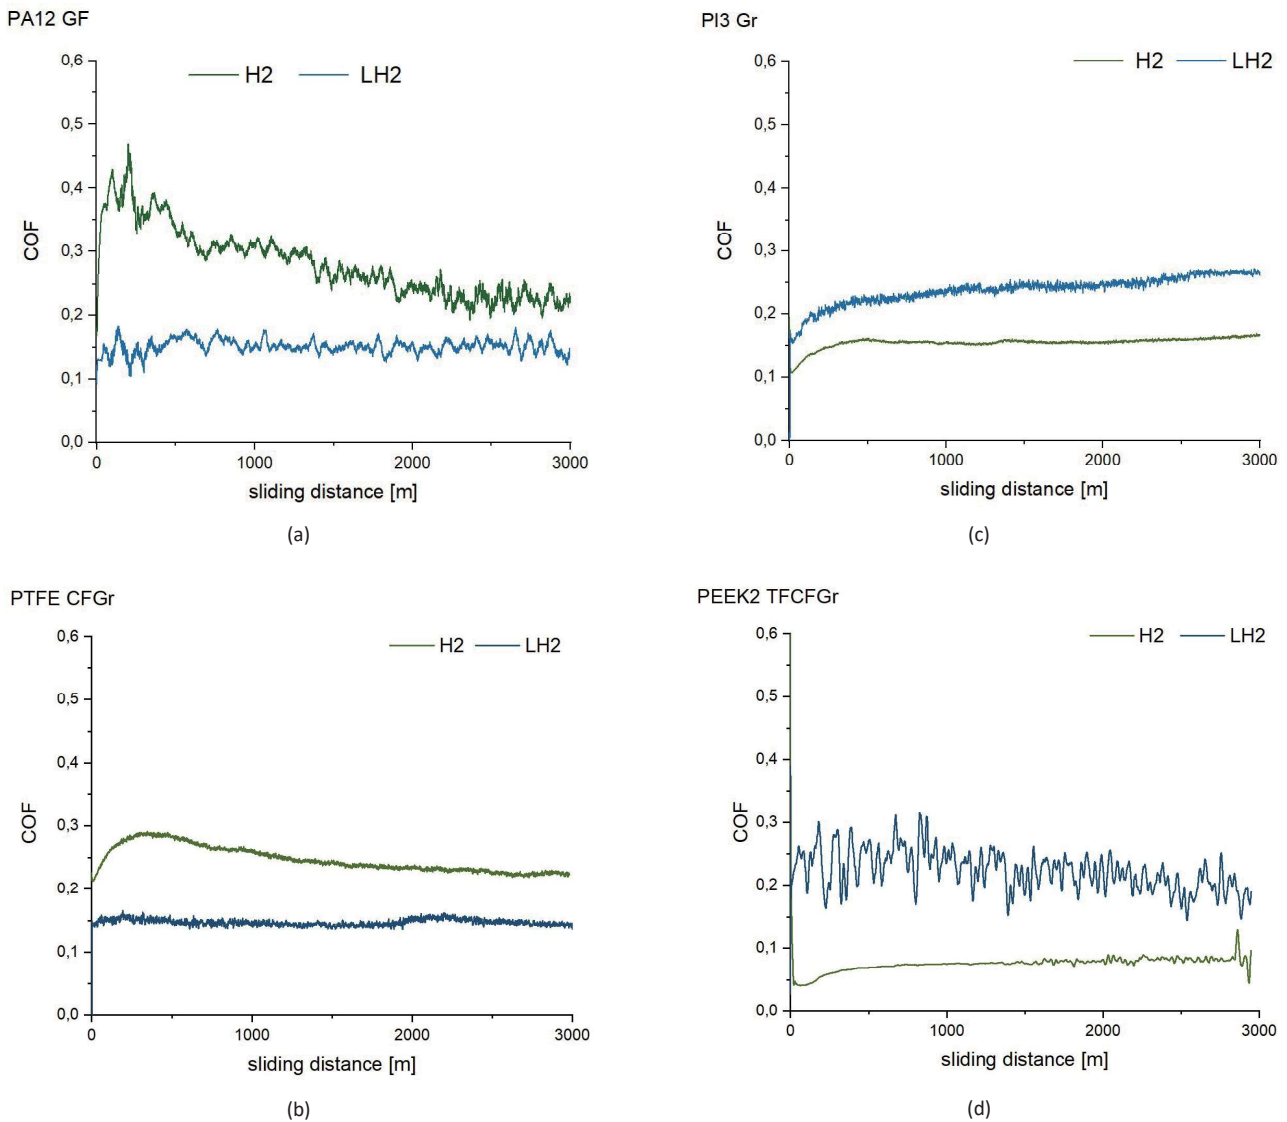 PA12 GF
H2 LH2
0,6
0,5
0,4
0,3
0,2
0,1
0,0
COF
0 1000 2000 3000
sliding distance [m]
(a)
PI3 Gr
H2 LH2
0,6
0,5
0,4
0,3
0,2
0,1
0,0
COF
0 1000 2000 3000
sliding distance [m]
(c)
PTFE CFGr
H2 LH2
0,6
0,5
0,4
0,3
0,2
0,1
0,0
COF
0 1000 2000 3000
sliding distance [m]
(b)
PEEK2 TFCFGr
H2 LH2
0,6
0,5
0,4
0,3
0,2
0,1
0,0
COF
0 1000 2000 3000
sliding distance [m]
(d)